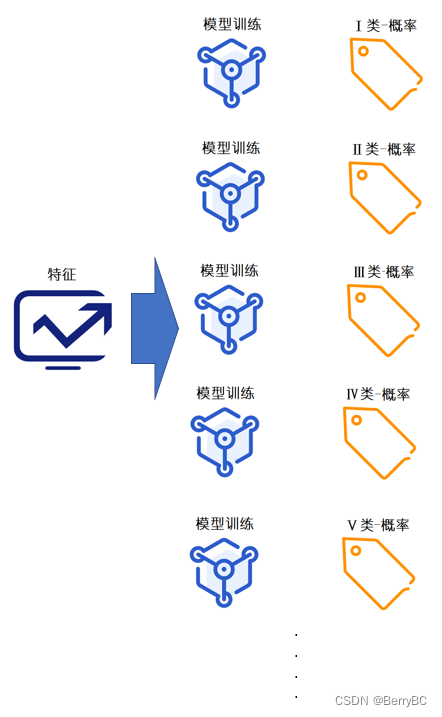 模型训练
Ⅰ类-概率
模型训练
Ⅱ类-概率
特征
模型训练
Ⅲ类-概率
模型训练
Ⅳ类-概率
模型训练
Ⅴ类-概率
CSDN @BerryBC